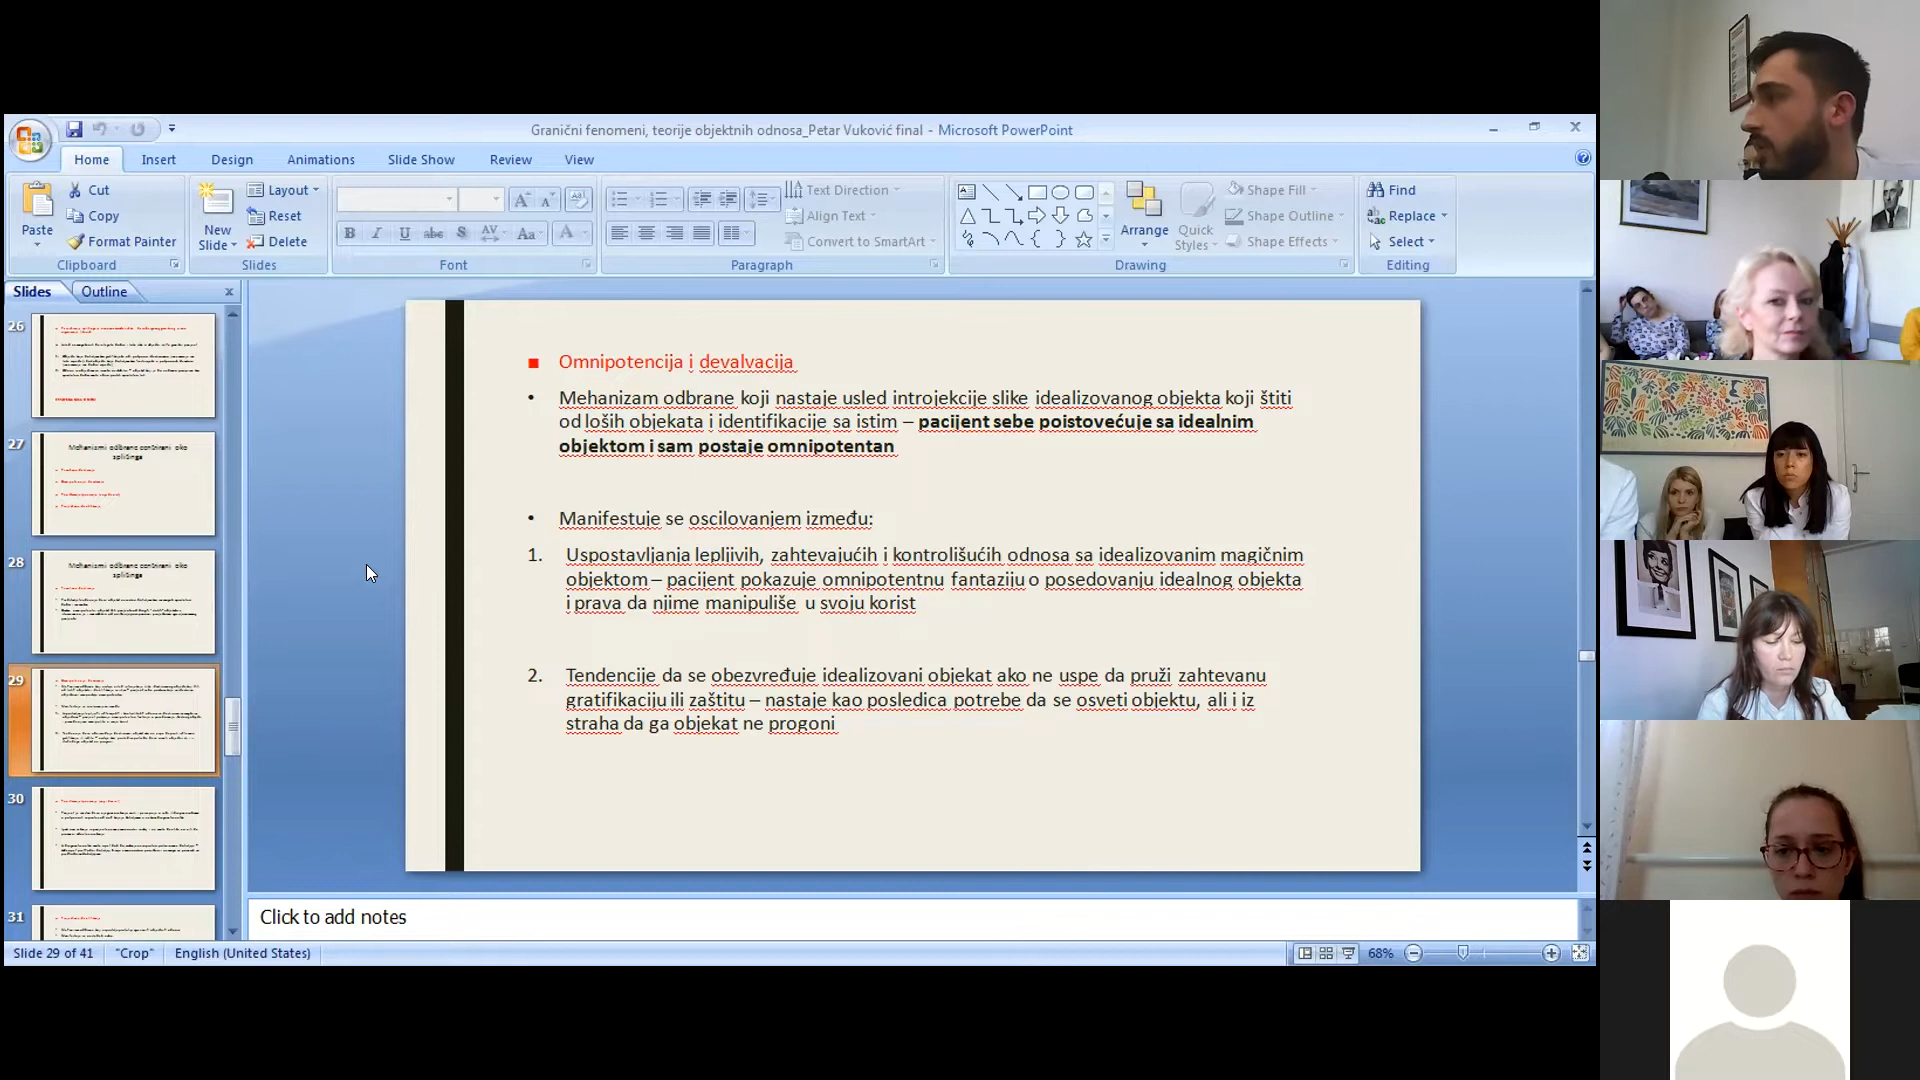 Granični fenomeni, teorije objektnih odnosa_Petar Vuković final - Microsoft PowerPoint
Home Insert Design Animations Slide Show Review View
Paste
Cut
Copy
Format Painter
Clipboard
New Slide
Layout
Reset
Delete
Slides
Font
Text Direction
Align Text
Convert to SmartArt
Paragraph
Arrange
Quick Styles
Shape Fill
Shape Outline
Shape Effects
Drawing
Find
Replace
Select
Editing
Slides Outline
26
27
28
29
30
31
Omnipotencija i devalvacija
• Mehanizam odbrane koji nastaje usled introjekcije slike idealizovanog objekta koji štiti
od loših objekata i identifikacije sa istim – pacijent sebe poistovećuje sa idealnim
objektom i sam postaje omnipotentan
• Manifestuje se oscilovanjem između:
1. Uspostavljanja lepljivih, zahtevajućih i kontrolišućih odnosa sa idealizovanim magičnim
objektom – pacijent pokazuje omnipotentnu fantaziju o posedovanju idealnog objekta
i prava da njime manipuliše u svoju korist
2. Tendencije da se obezvređuje idealizovani objekat ako ne uspe da pruži zahtevanu
gratifikaciju ili zaštitu – nastaje kao posledica potrebe da se osveti objektu, ali i iz
straha da ga objekat ne progoni
Click to add notes
Slide 29 of 41 "Crop" English (United States) 68%